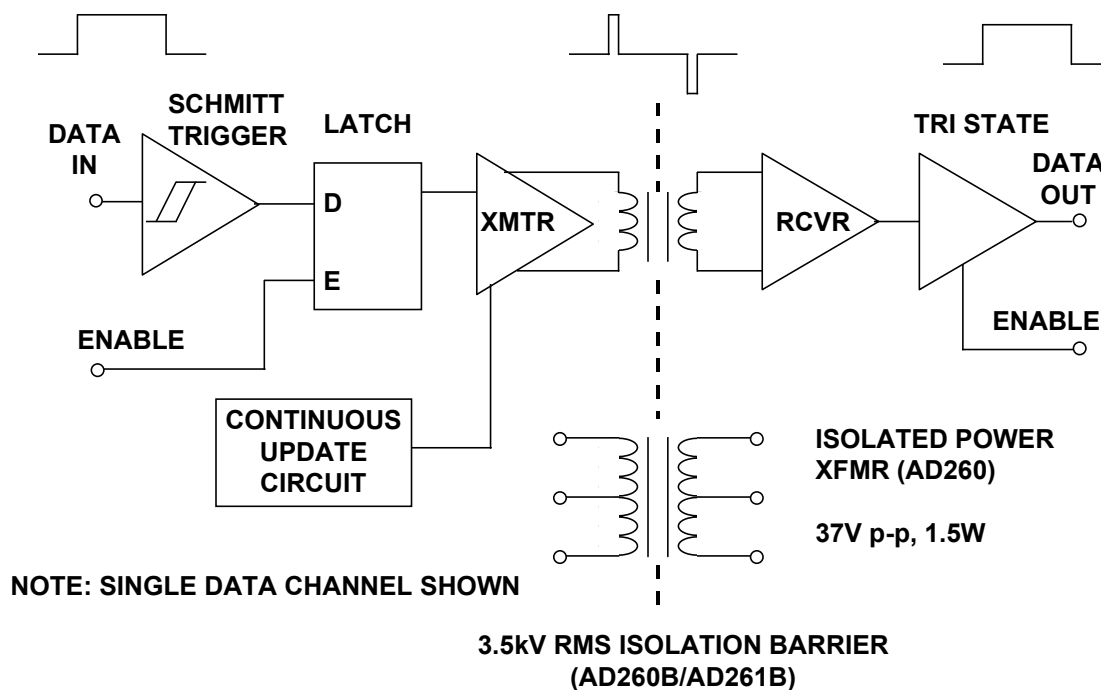 SCHMITT
TRIGGER
DATA
IN
LATCH
D
E
XMTR
RCVR
TRI STATE
DATA
OUT
ENABLE
ENABLE
CONTINUOUS
UPDATE
CIRCUIT
ISOLATED POWER
XFMR (AD260)
37V p-p, 1.5W
NOTE: SINGLE DATA CHANNEL SHOWN
3.5kV RMS ISOLATION BARRIER
(AD260B/AD261B)